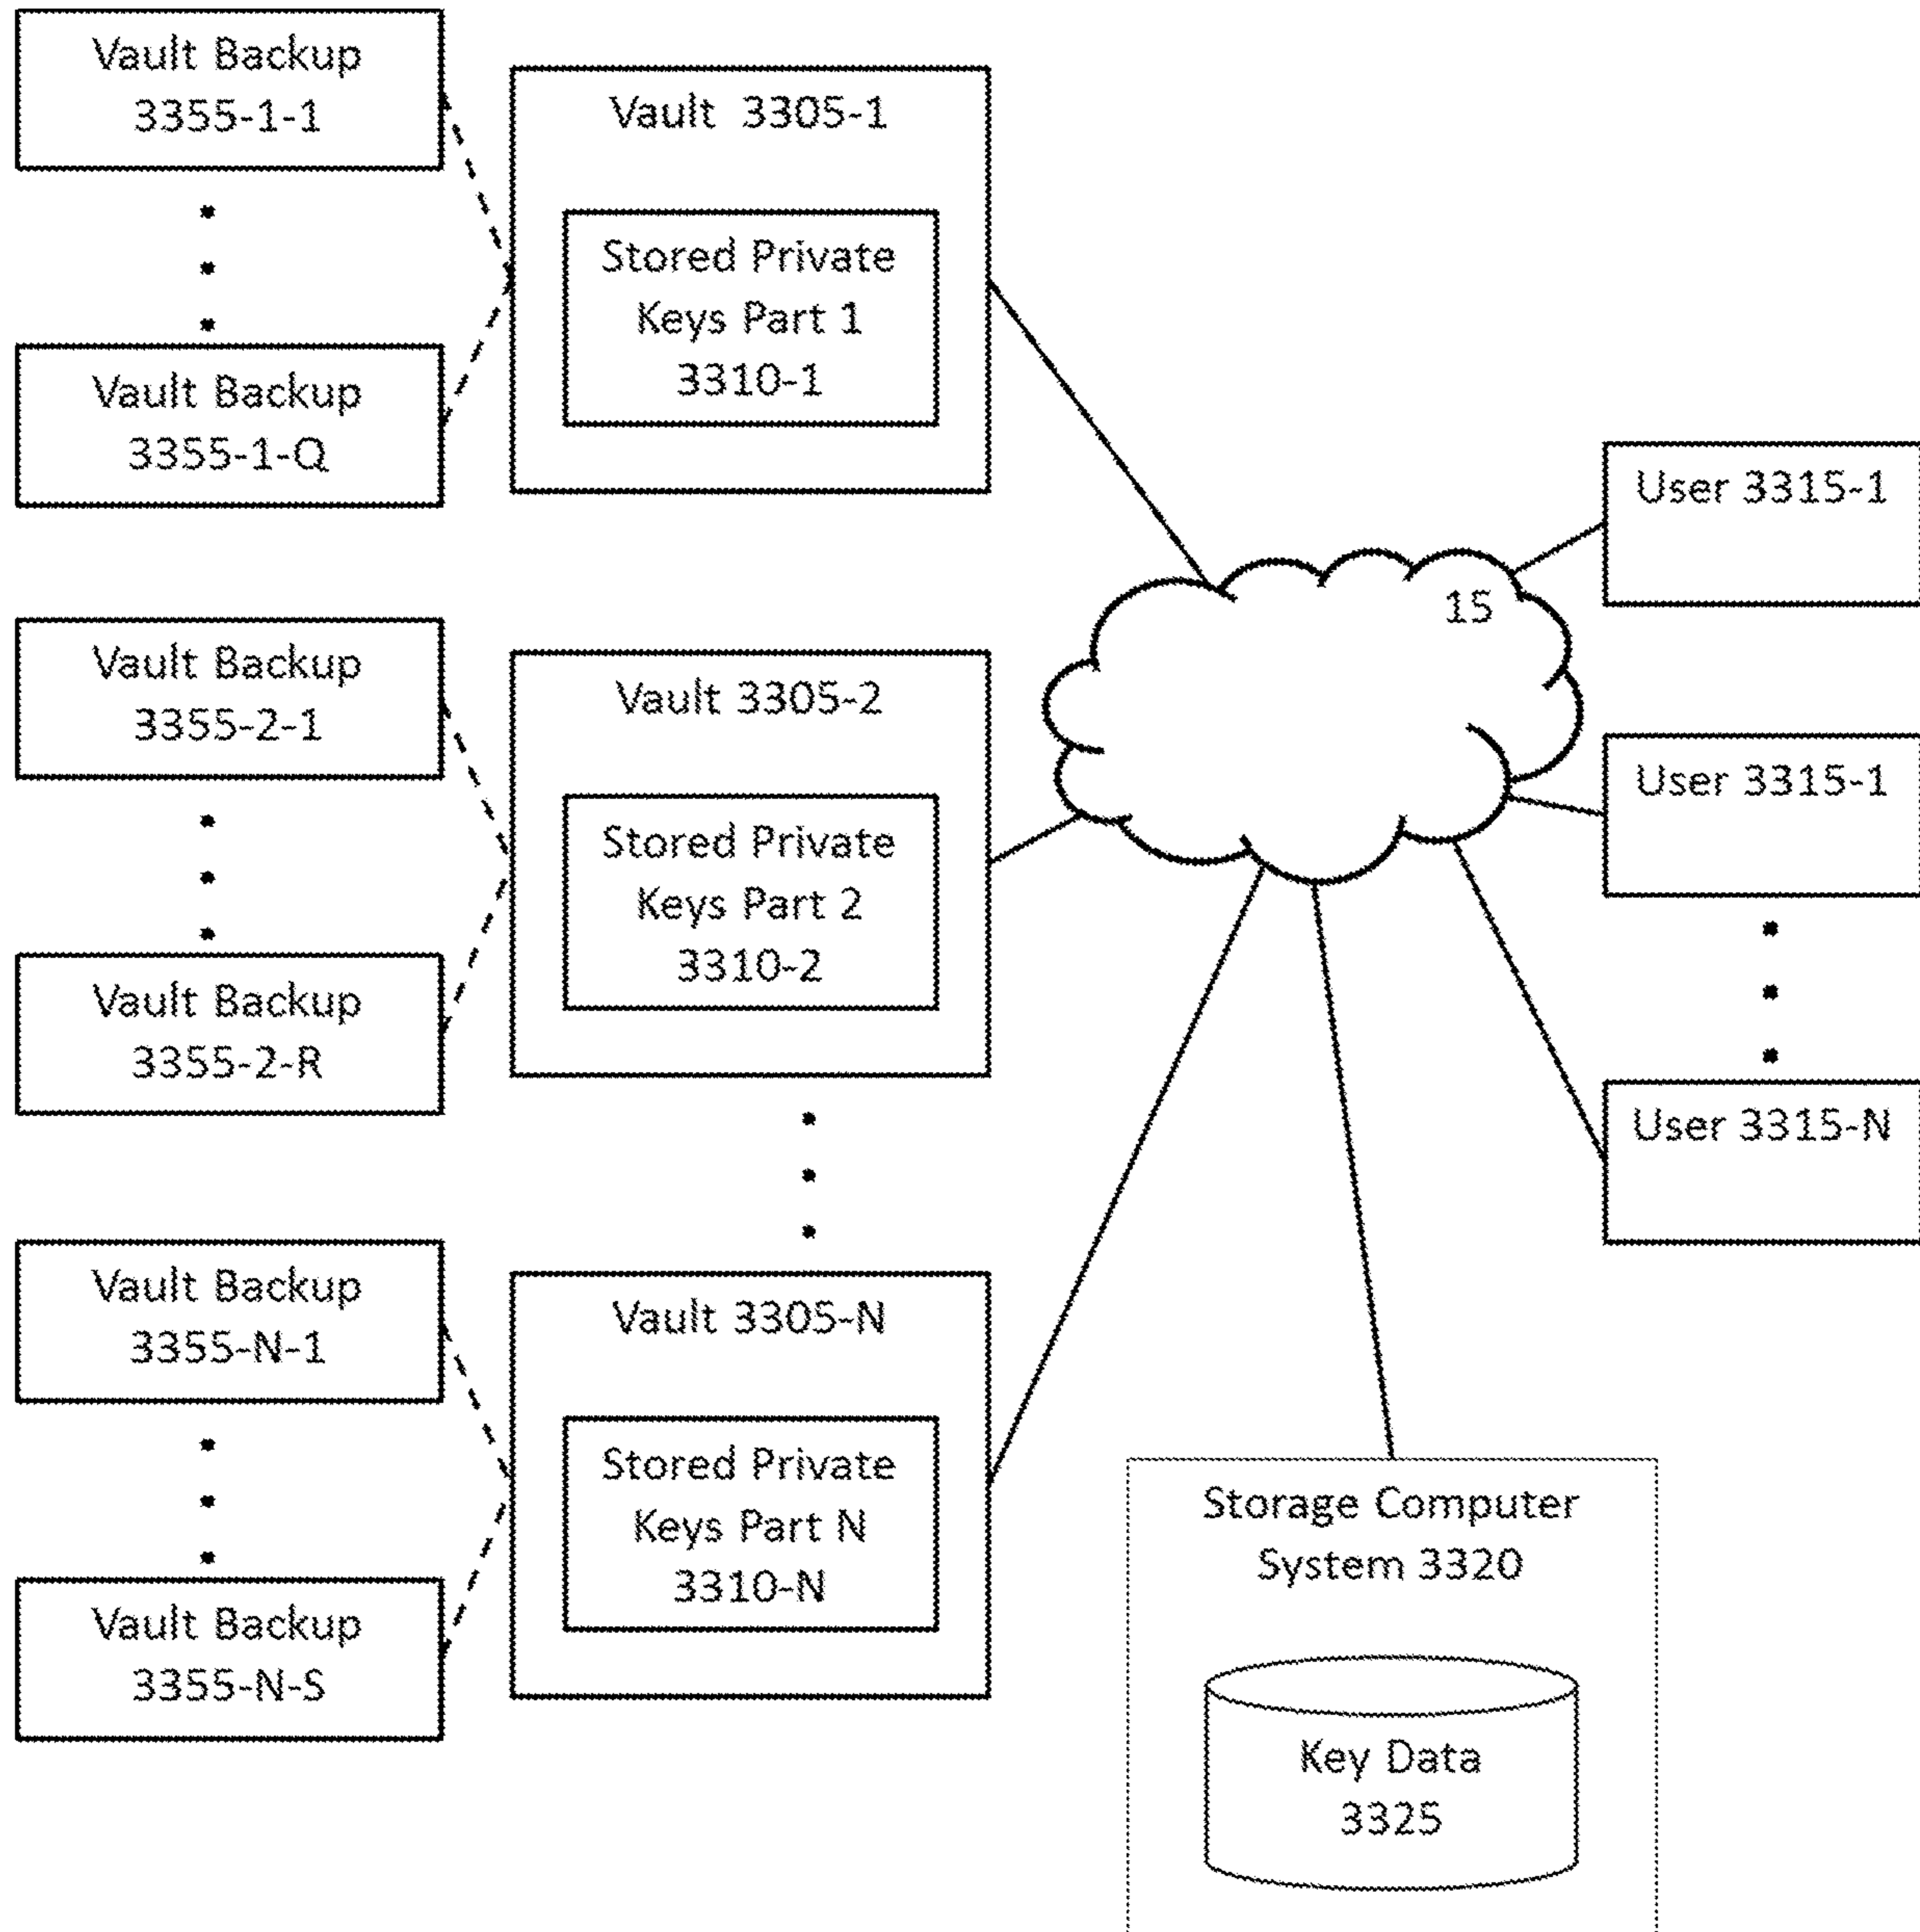 Vault Backup
3355-1-1
Vault Backup
3355-1-Q
Vault 3305-1
Stored Private
Keys Part 1
3310-1
Vault Backup
3355-2-1
Vault Backup
3355-2-R
Vault 3305-2
Stored Private
Keys Part 2
3310-2
Vault Backup
3355-N-1
Vault Backup
3355-N-S
Vault 3305-N
Stored Private
Keys Part N
3310-N
15
User 3315-1
User 3315-1
User 3315-N
Storage Computer
System 3320
Key Data
3325